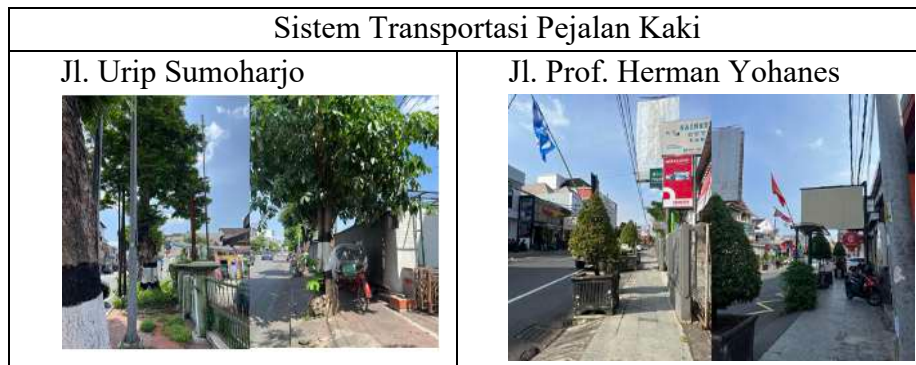 Sistem Transportasi Pejalan Kaki
Jl. Urip Sumoharjo
Jl. Prof. Herman Yohanes